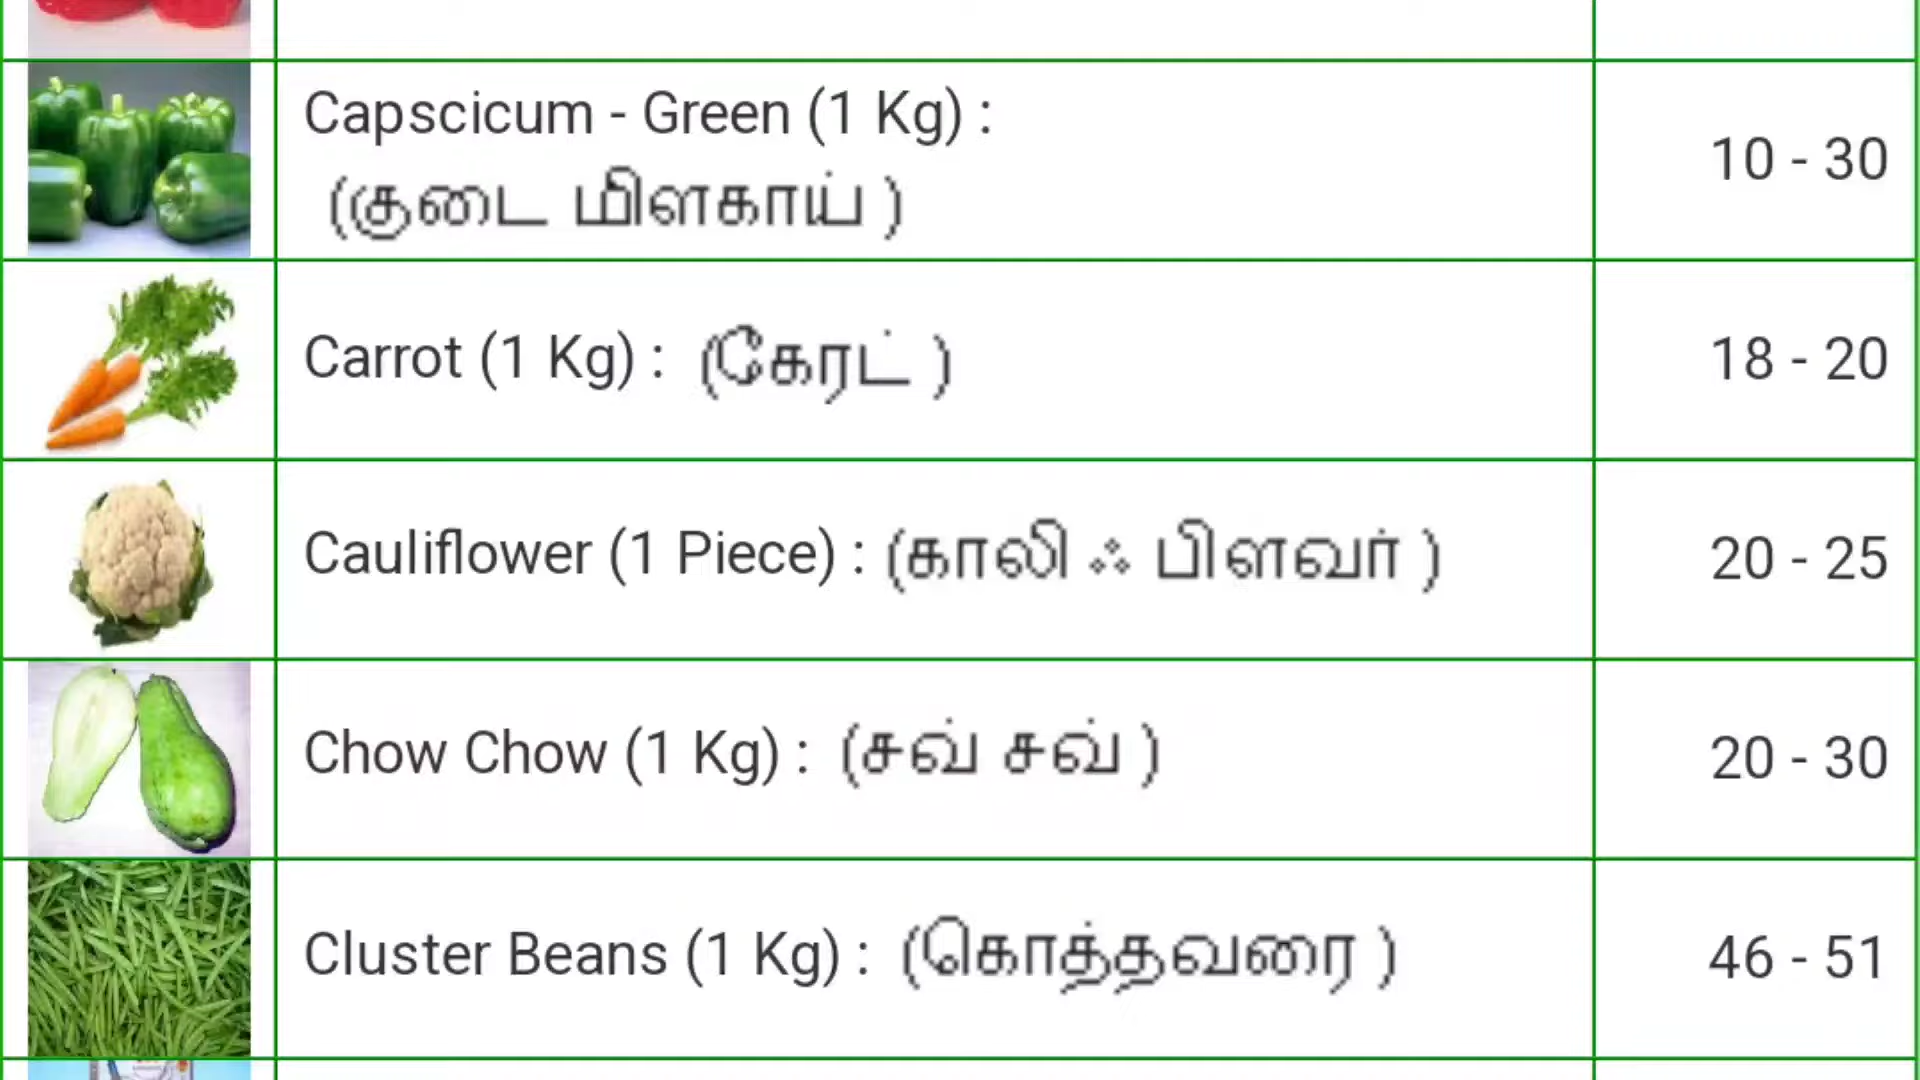 Capscicum - Green (1 Kg) :
(குடை மிளகாய் )
10 - 30
Carrot (1 Kg) : (கேரட் )
18 - 20
Cauliflower (1 Piece) : (காலி ஃ பிளவர் )
20 - 25
Chow Chow (1 Kg) : (சவ் சவ் )
20 - 30
Cluster Beans (1 Kg) : (கொத்தவரை )
46 - 51